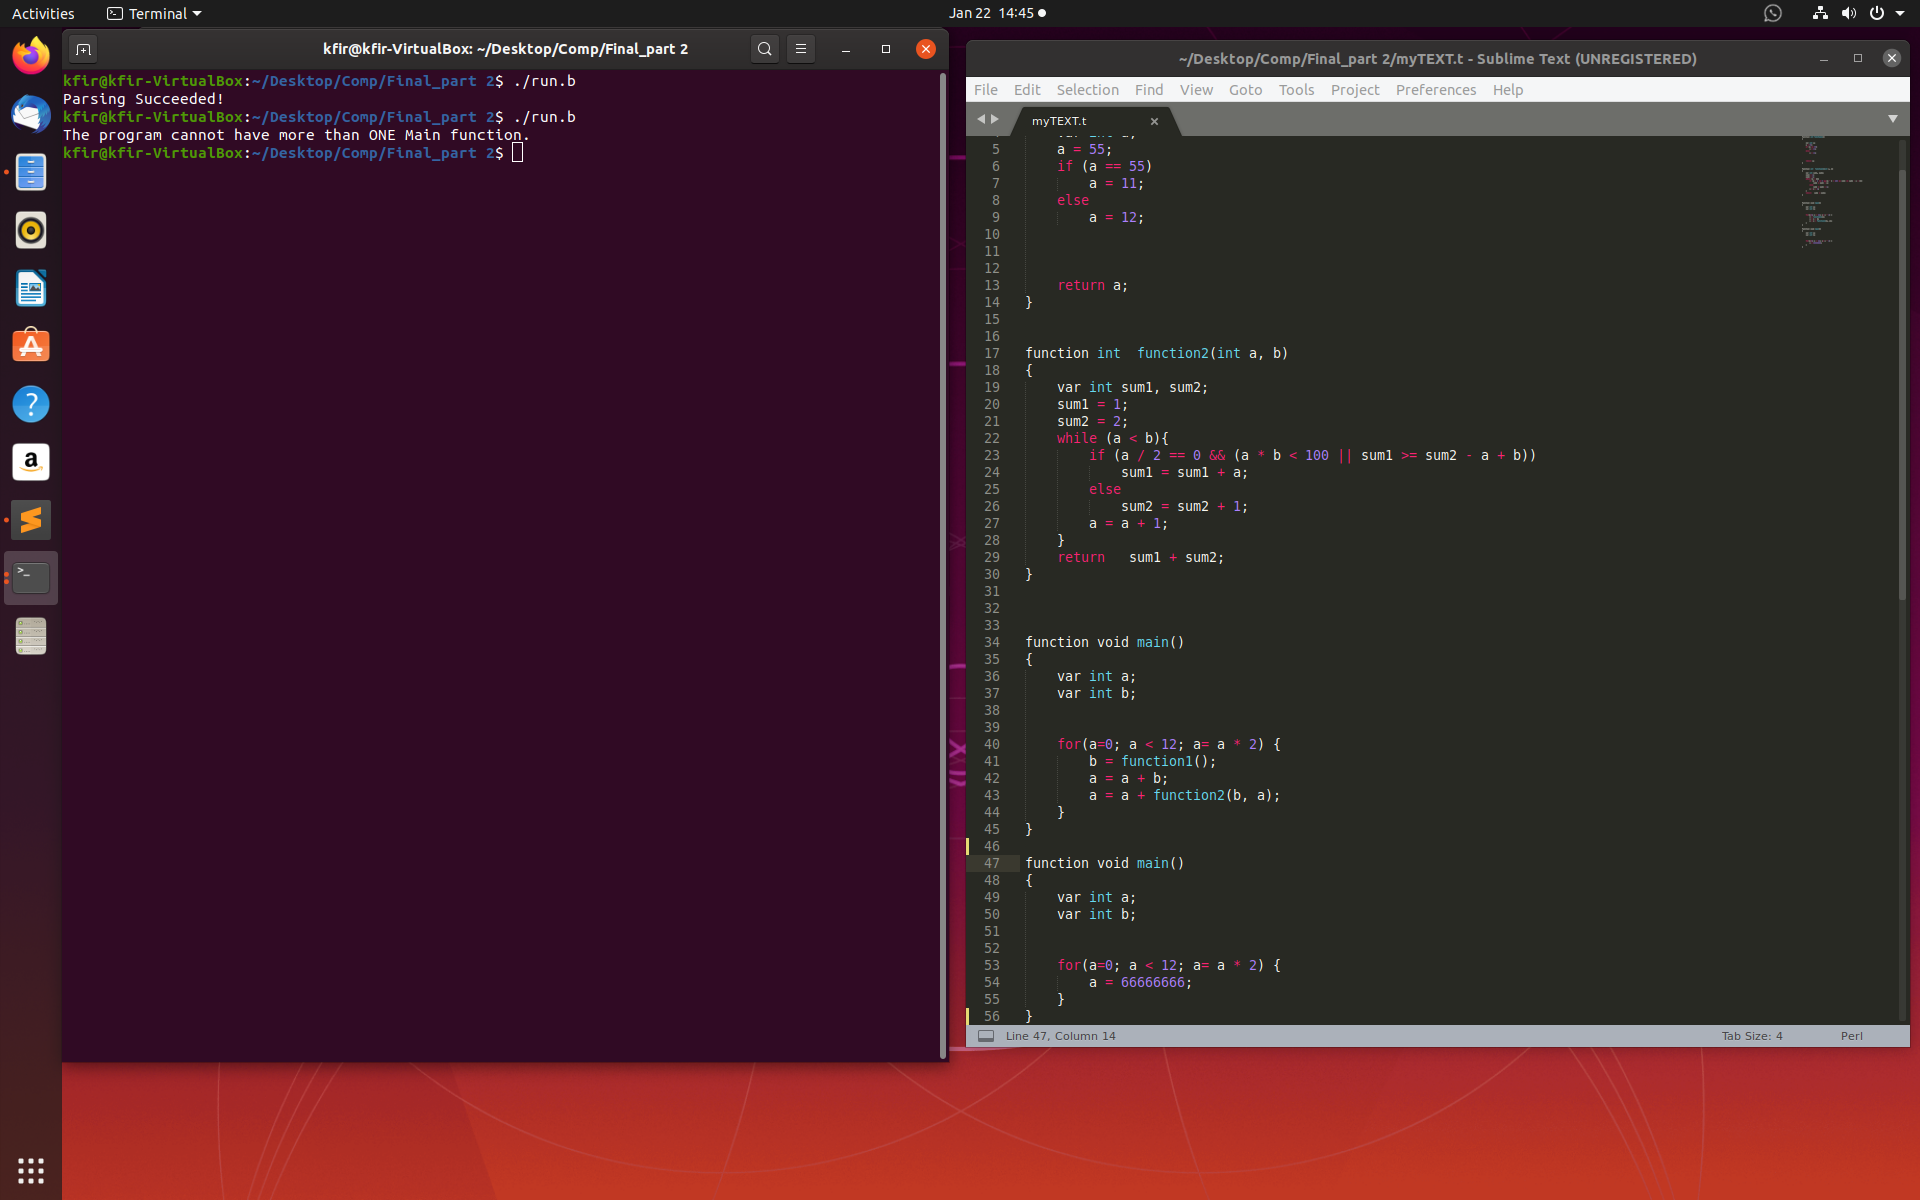 Activities
Terminal
Jan 22 14:45
kfir@kfir-VirtualBox: ~/Desktop/Comp/Final_part 2
kfir@kfir-VirtualBox:~/Desktop/Comp/Final_part 2$ ./run.b
Parsing Succeeded!
kfir@kfir-VirtualBox:~/Desktop/Comp/Final_part 2$ ./run.b
The program cannot have more than ONE Main function.
kfir@kfir-VirtualBox:~/Desktop/Comp/Final_part 2$
~/Desktop/Comp/Final_part 2/myTEXT.t - Sublime Text (UNREGISTERED)
File Edit Selection Find View Goto Tools Project Preferences Help
myTEXT.t
5 a = 55;
6 if (a == 55)
7 a = 11;
8 else
9 a = 12;
10
11
12
13 return a;
14 }
15
16
17 function int  function2(int a, b)
18 {
19 var int sum1, sum2;
20 sum1 = 1;
21 sum2 = 2;
22 while (a < b){
23 if (a / 2 == 0 && (a * b < 100 || sum1 >= sum2 - a + b))
24 sum1 = sum1 + a;
25 else
26 sum2 = sum2 + 1;
27 a = a + 1;
28 }
29 return   sum1 + sum2;
30 }
31
32
33
34 function void main()
35 {
36 var int a;
37 var int b;
38
39
40 for(a=0; a < 12; a= a * 2) {
41 b = function1();
42 a = a + b;
43 a = a + function2(b, a);
44 }
45 }
46
47 function void main()
48 {
49 var int a;
50 var int b;
51
52
53 for(a=0; a < 12; a= a * 2) {
54 a = 66666666;
55 }
56 }
Line 47, Column 14
Tab Size: 4
Perl